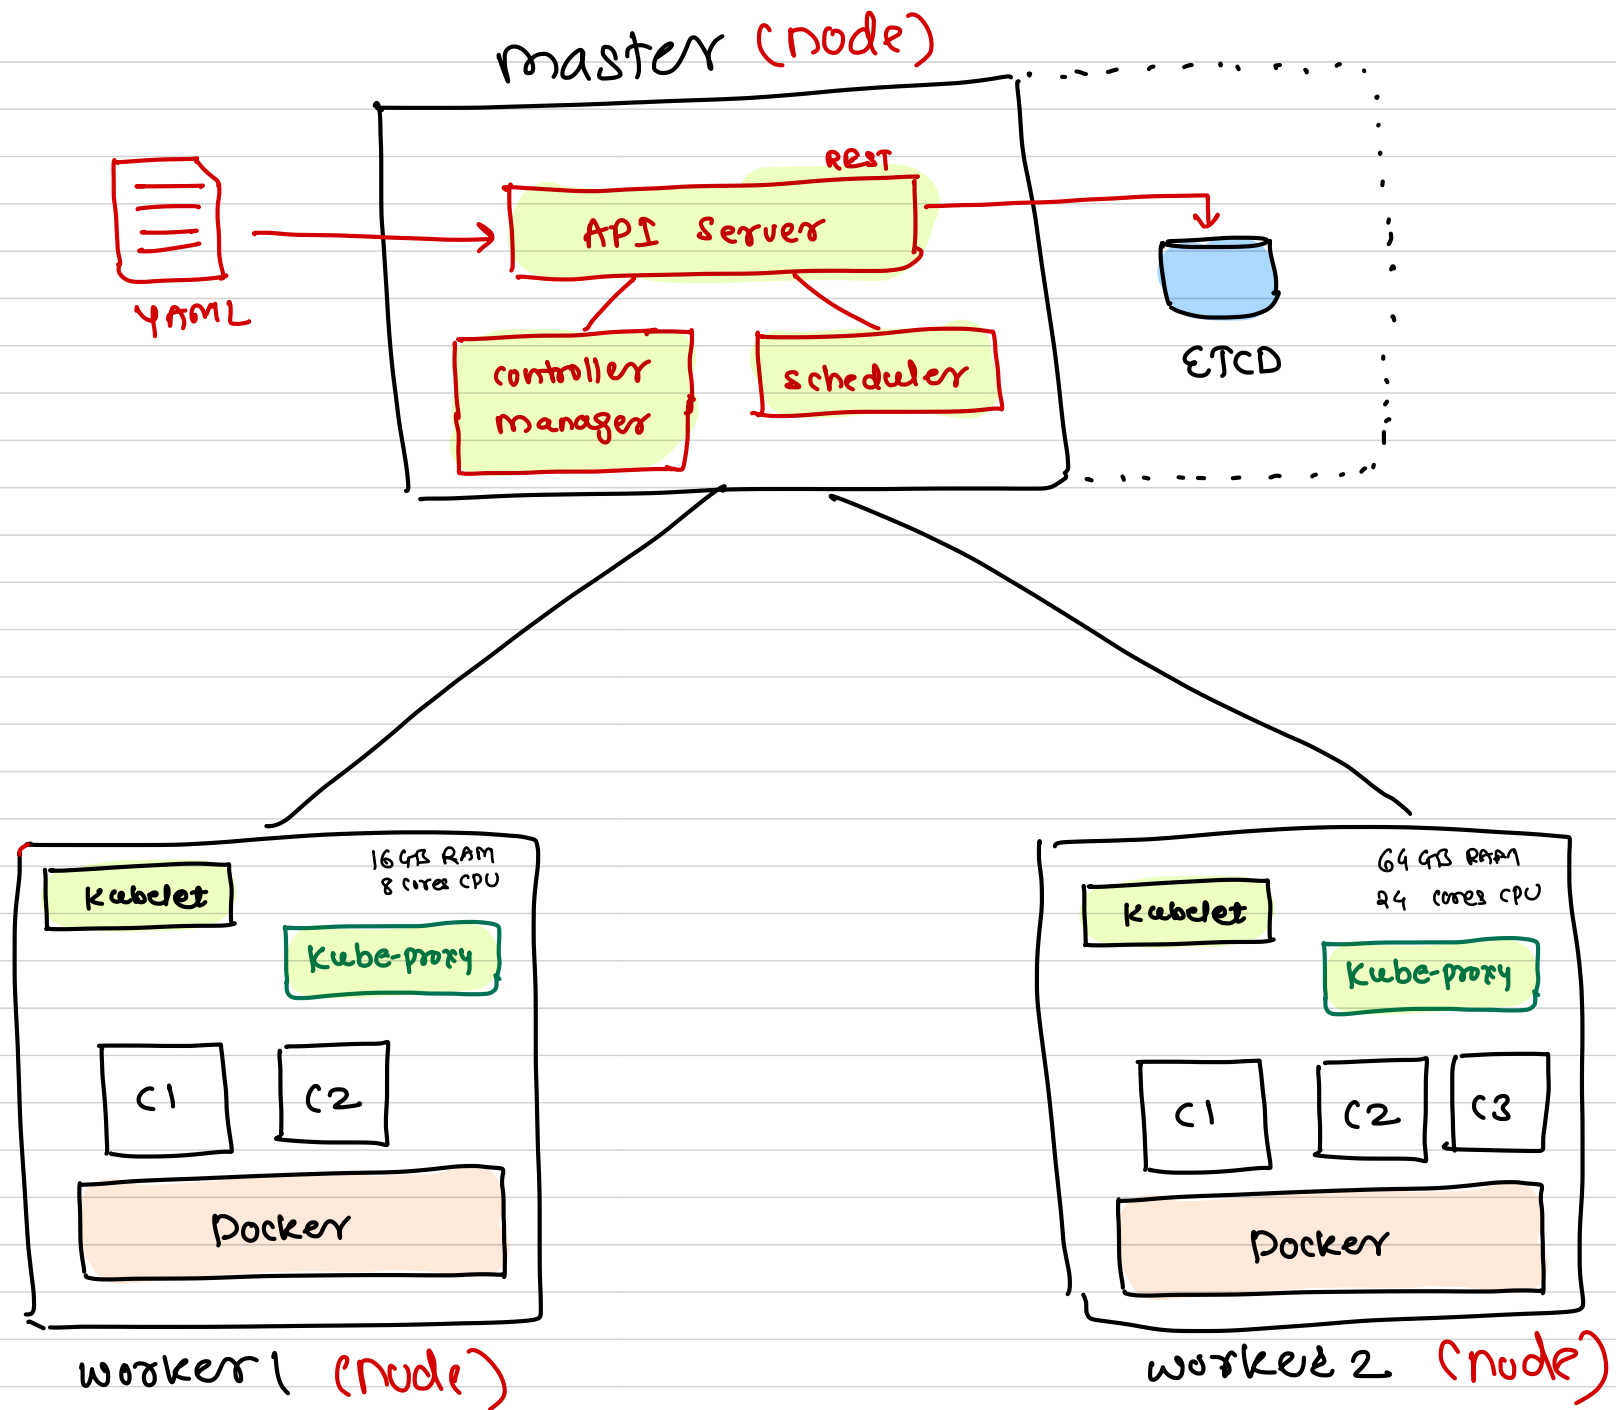 master (node)
REST
API Server
YAML
controller
manager
scheduler
ETCD
16GB RAM
8 cores CPU
Kubelet
Kube-proxy
C1
C2
Docker
worker1 (node)
64 GB RAM
24 cores CPU
Kubelet
Kube-proxy
C1
C2
C3
Docker
worker 2 (node)